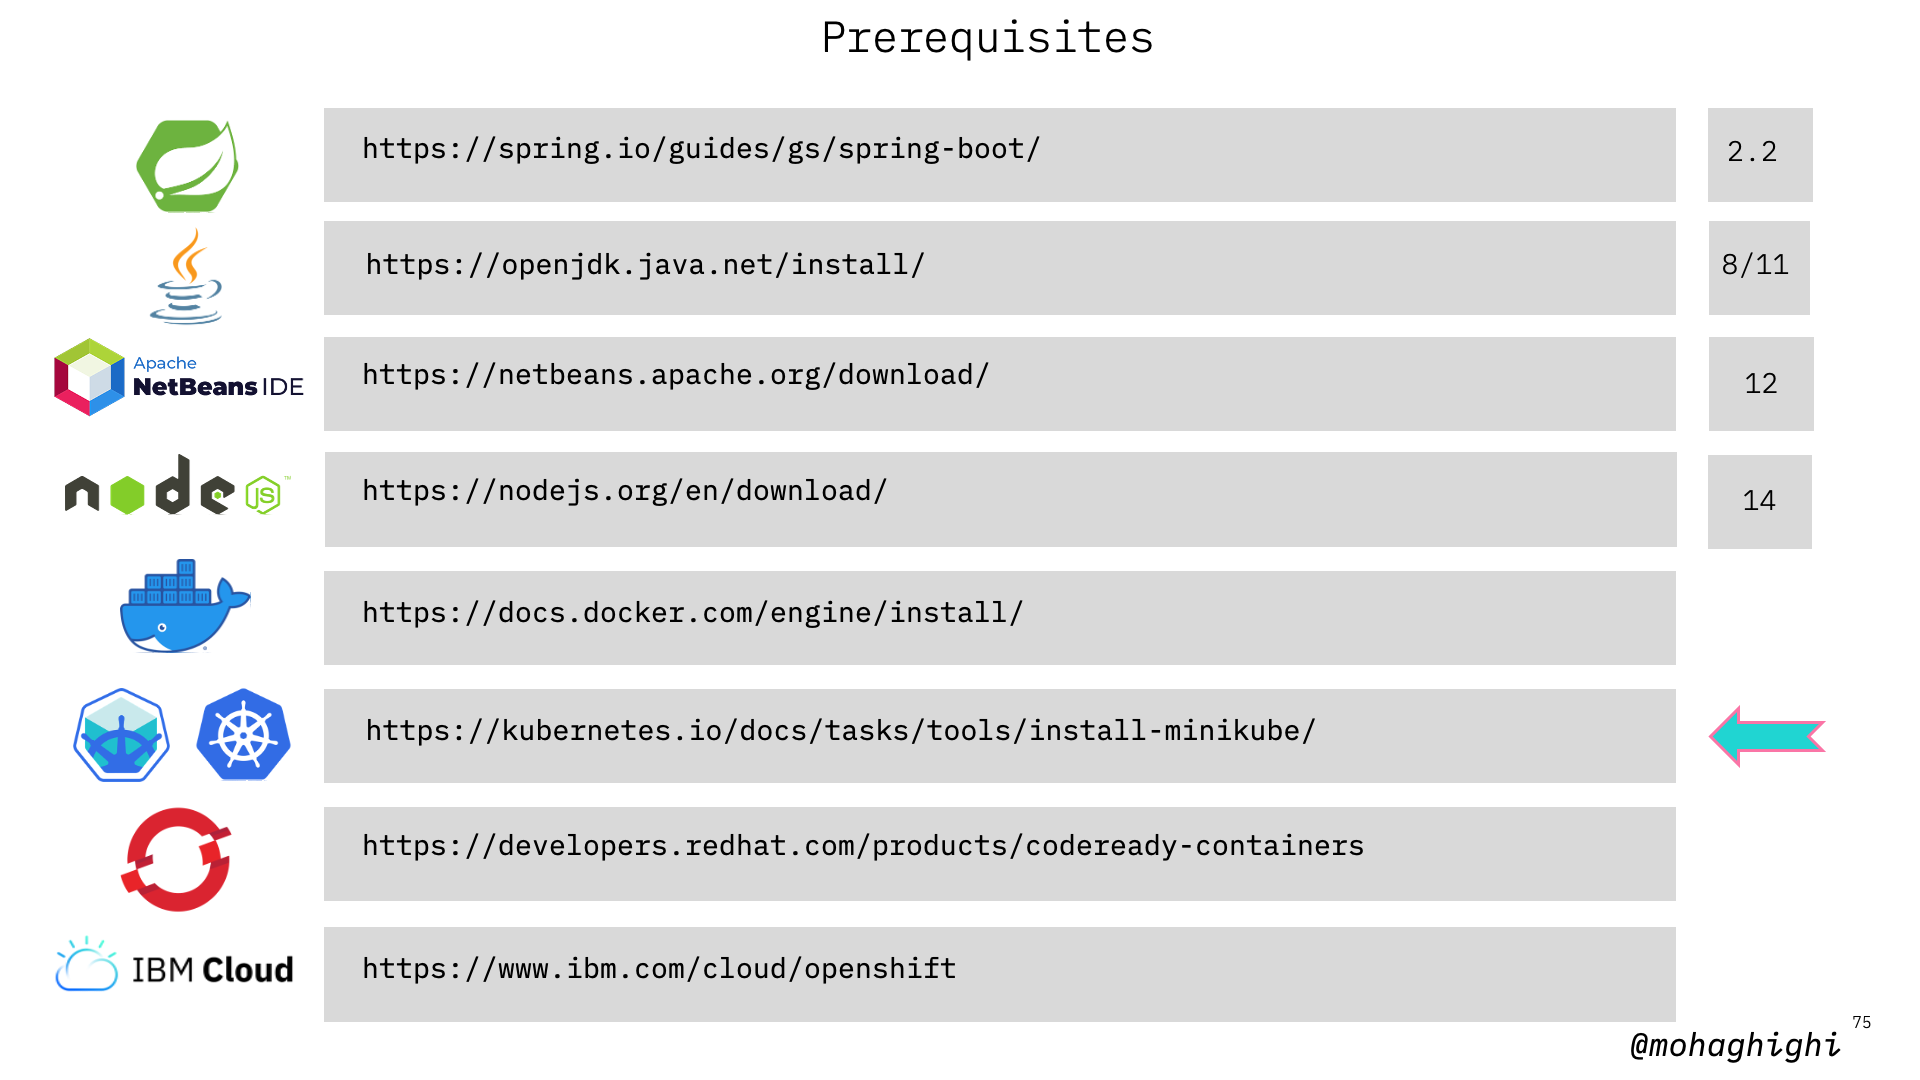 Prerequisites
https://spring.io/guides/gs/spring-boot/
2.2
https://openjdk.java.net/install/
8/11
Apache
NetBeans IDE
https://netbeans.apache.org/download/
12
node JS ™
https://nodejs.org/en/download/
14
https://docs.docker.com/engine/install/
https://kubernetes.io/docs/tasks/tools/install-minikube/
https://developers.redhat.com/products/codeready-containers
IBM Cloud
https://www.ibm.com/cloud/openshift
75
@mohaghighi